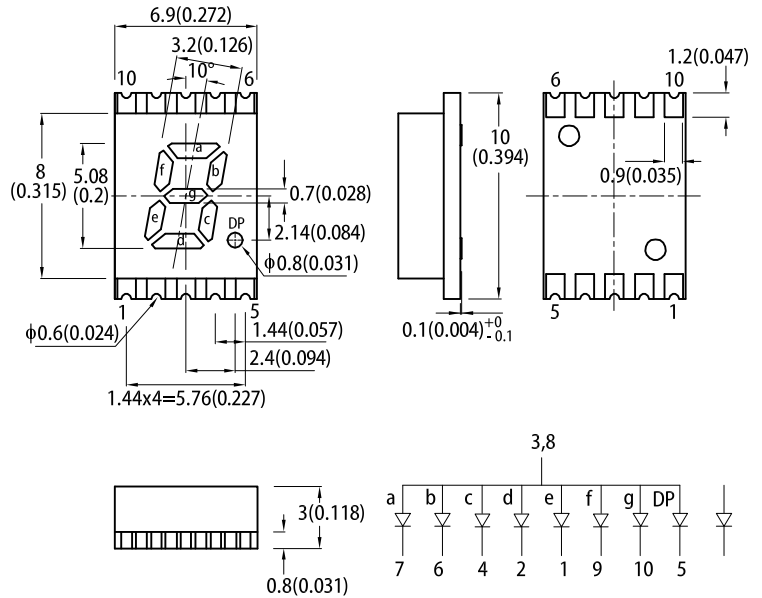 6.9(0.272)
3.2(0.126)
10°
10
6
a
f
b
g
e
c
d
DP
8
(0.315)
5.08
(0.2)
0.7(0.028)
2.14(0.084)
ϕ0.8(0.031)
1
5
ϕ0.6(0.024)
1.44(0.057)
2.4(0.094)
1.44x4=5.76(0.227)
10
(0.394)
0.1(0.004)+0
-0.1
6
10
1.2(0.047)
0.9(0.035)
5
1
3(0.118)
0.8(0.031)
3,8
a b c d e f g DP
7 6 4 2 1 9 10 5